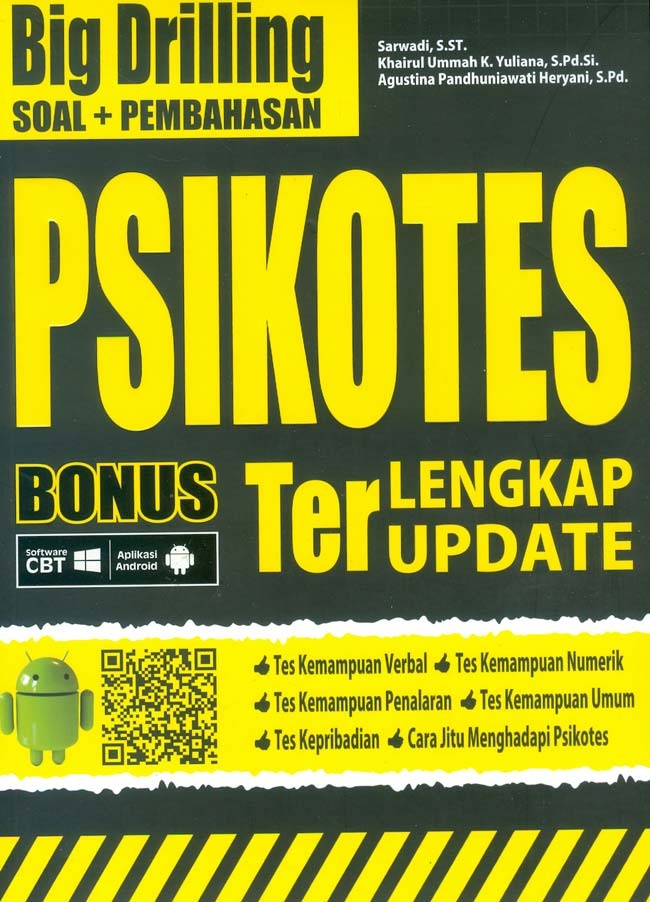 Big Drilling
SOAL + PEMBAHASAN
Sarwadi, S.ST.
Khairul Ummah K. Yuliana, S.Pd.Si.
Agustina Pandhuniawati Heryani, S.Pd.
PSIKOTES
BONUS
Software CBT
Aplikasi Android
Ter LENGKAP
UPDATE
Tes Kemampuan Verbal Tes Kemampuan Numerik
Tes Kemampuan Penalaran Tes Kemampuan Umum
Tes Kepribadian Cara Jitu Menghadapi Psikotes